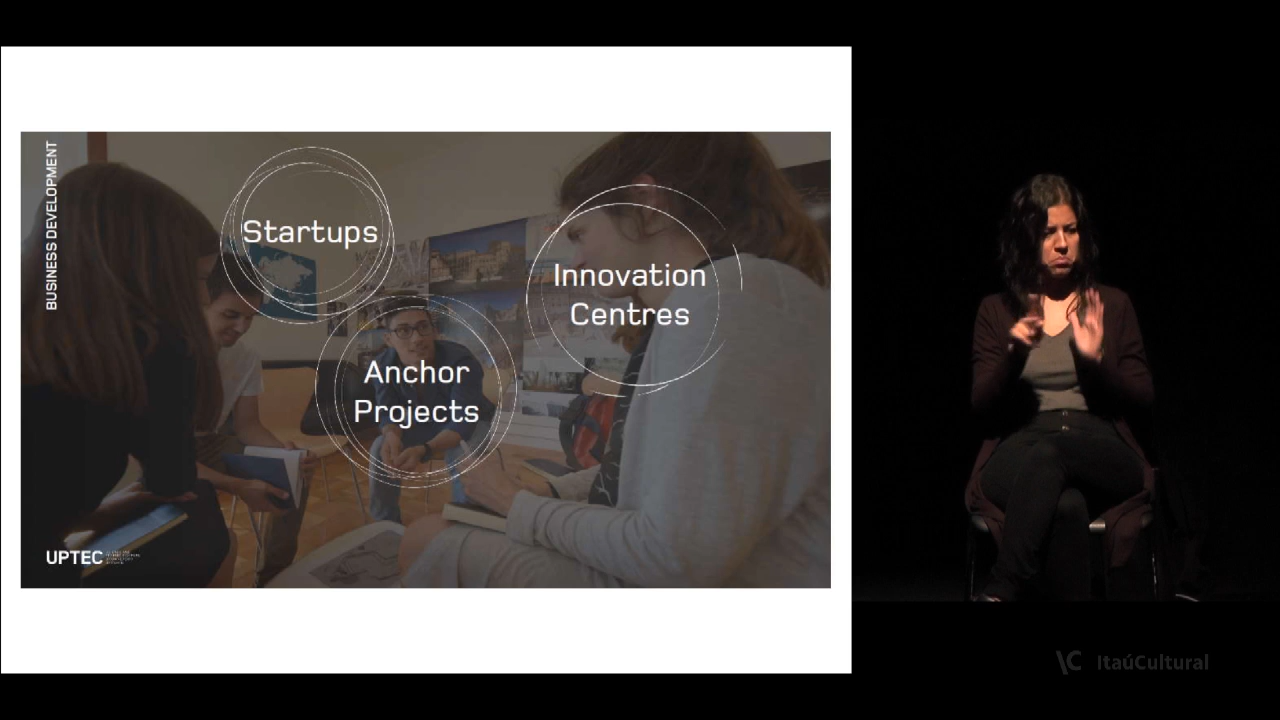 BUSINESS DEVELOPMENT
Startups
Innovation
Centres
Anchor
Projects
UPTEC
ItaúCultural